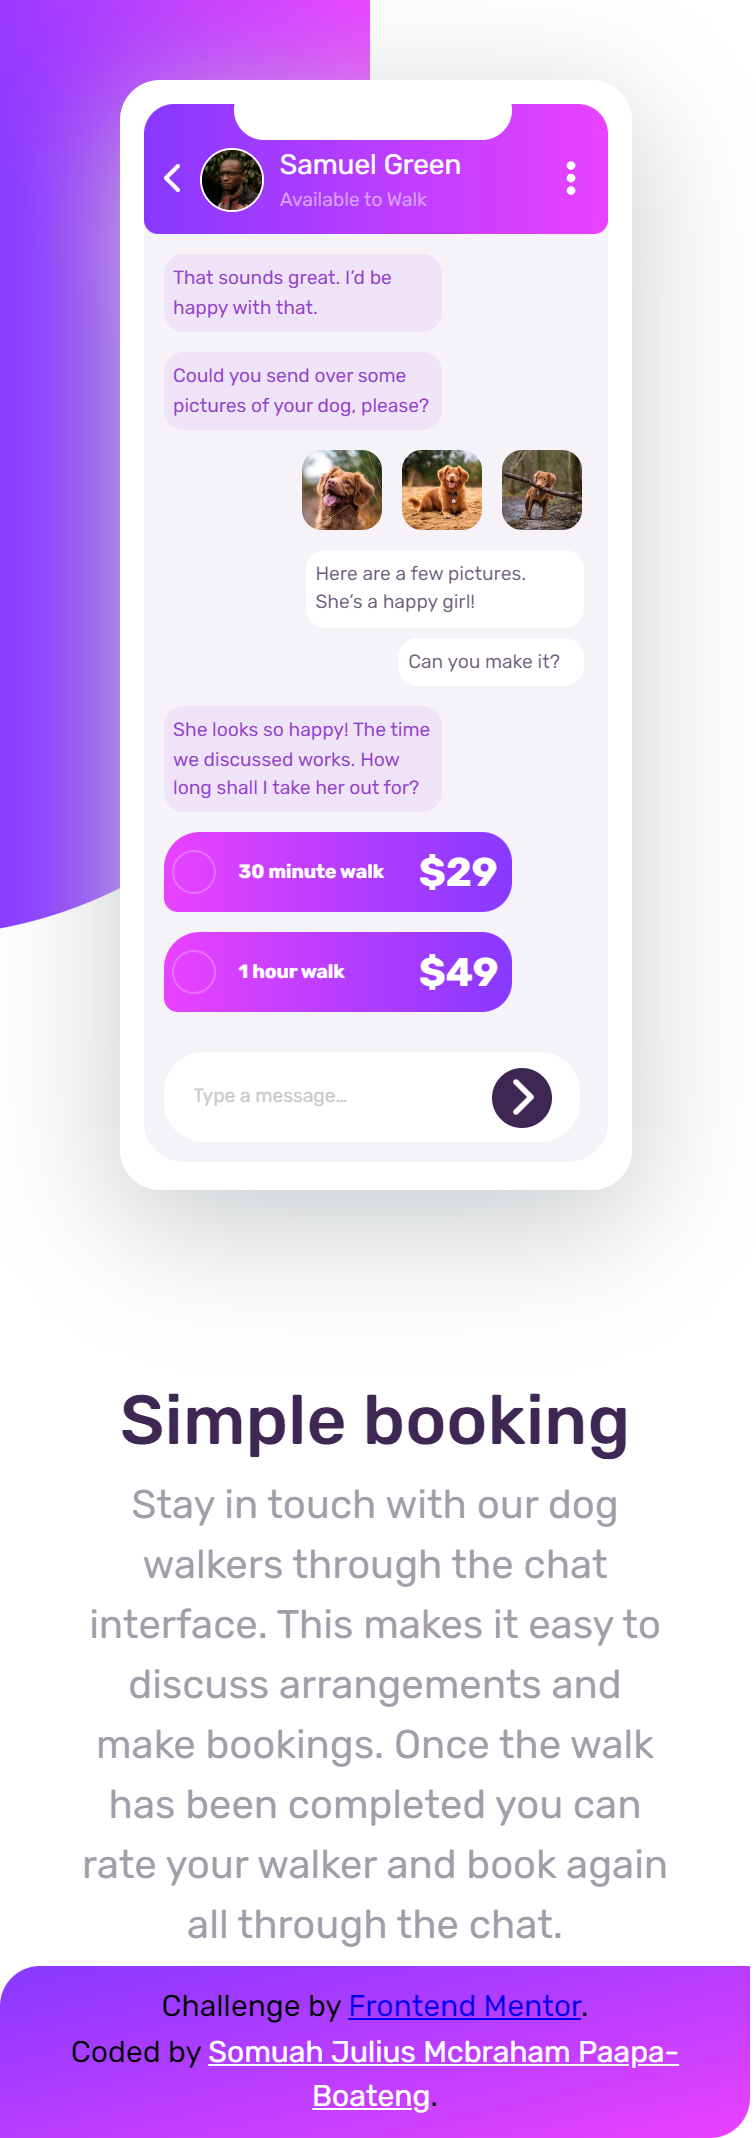 Samuel Green
Available to Walk
That sounds great. I’d be
happy with that.
Could you send over some
pictures of your dog, please?
Here are a few pictures.
She’s a happy girl!
Can you make it?
She looks so happy! The time
we discussed works. How
long shall I take her out for?
30 minute walk $29
1 hour walk $49
Type a message…
Simple booking
Stay in touch with our dog
walkers through the chat
interface. This makes it easy to
discuss arrangements and
make bookings. Once the walk
has been completed you can
rate your walker and book again
all through the chat.
Challenge by Frontend Mentor.
Coded by Somuah Julius Mcbraham Paapa-
Boateng.